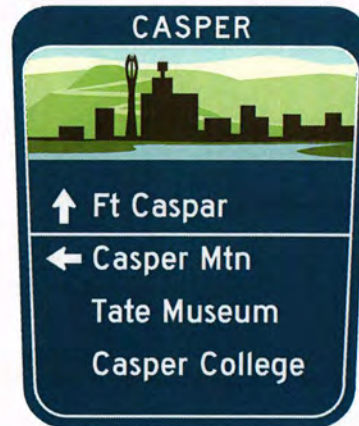 CASPER
Ft Caspar
Casper Mtn
Tate Museum
Casper College